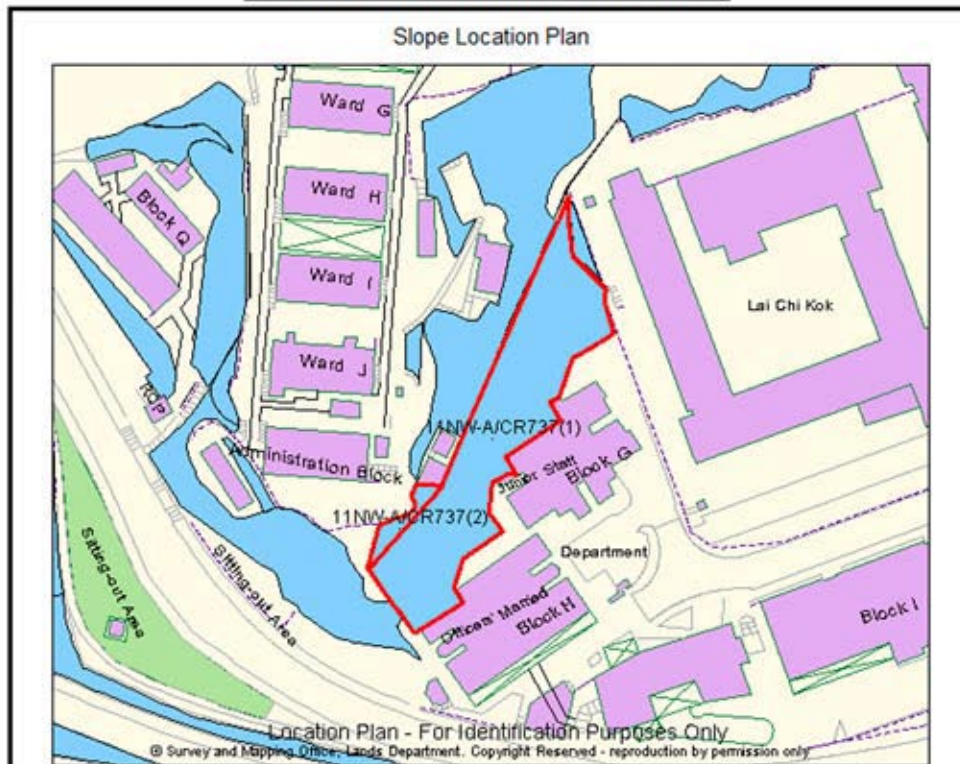 Slope Location Plan
Ward G
Block Q
Ward H
Ward I
Lai Chi Kok
Ward J
RCP
11NW-A/CR737(1)
Administration Block
Junior Staff
Block G
11NW-A/CR737(2)
Sitting-out Area
Sitting-out Area
Department
Officers' Married
Block H
Block I
Location Plan - For Identification Purposes Only
© Survey and Mapping Office, Lands Department. Copyright Reserved - reproduction by permission only